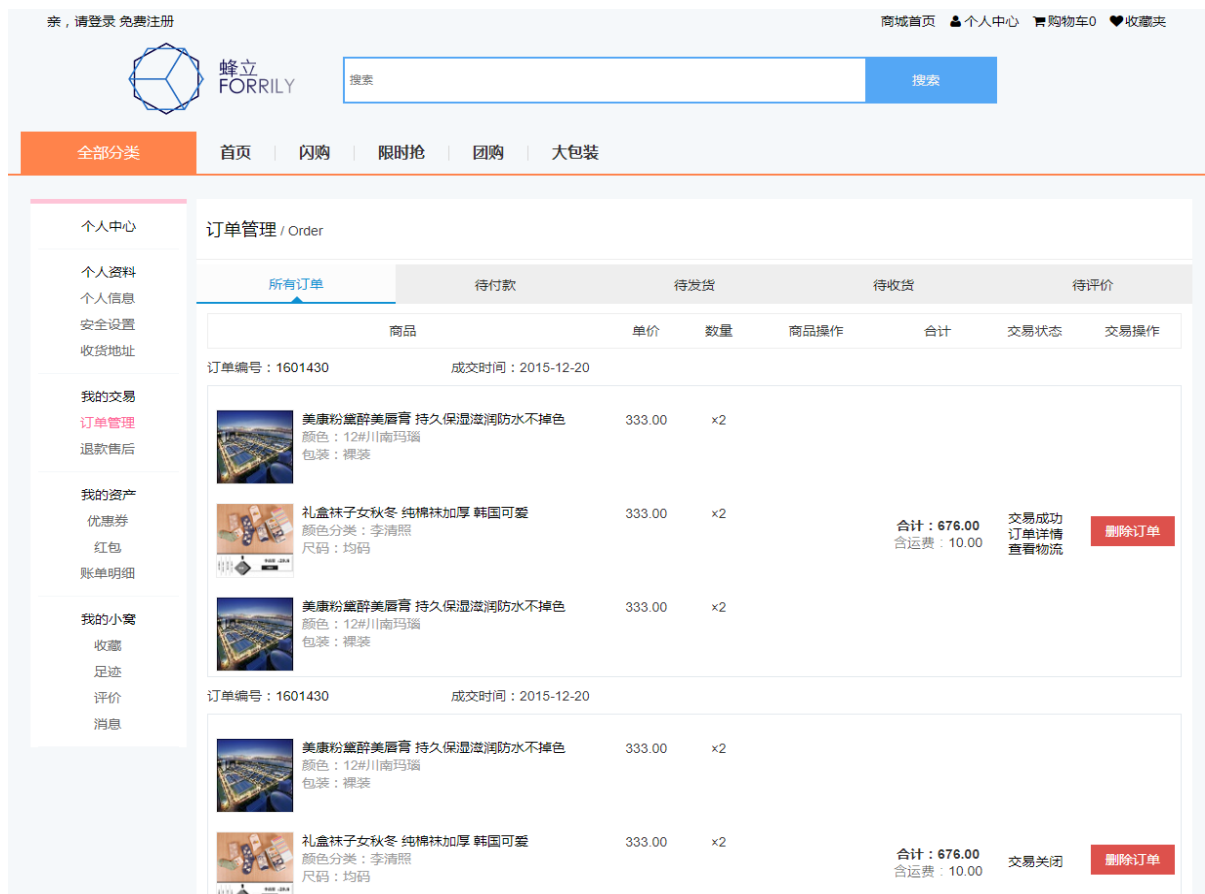 亲，请登录 免费注册
商城首页 个人中心 购物车0 收藏夹
蜂立
FORRILY
搜索
搜索
全部分类 首页 闪购 限时抢 团购 大包装
个人中心
个人资料
个人信息
安全设置
收货地址
我的交易
订单管理
退款售后
我的资产
优惠券
红包
账单明细
我的小窝
收藏
足迹
评价
消息
订单管理 / Order
所有订单 待付款 待发货 待收货 待评价
商品 单价 数量 商品操作 合计 交易状态 交易操作
订单编号：1601430 成交时间：2015-12-20
美康粉黛醉美唇膏 持久保湿滋润防水不掉色 333.00 ×2
颜色：12#川南玛瑙
包装：裸装
礼盒袜子女秋冬 纯棉袜加厚 韩国可爱 333.00 ×2
颜色分类：李清照
尺码：均码
合计：676.00
含运费：10.00
交易成功
订单详情
查看物流
删除订单
美康粉黛醉美唇膏 持久保湿滋润防水不掉色 333.00 ×2
颜色：12#川南玛瑙
包装：裸装
订单编号：1601430 成交时间：2015-12-20
美康粉黛醉美唇膏 持久保湿滋润防水不掉色 333.00 ×2
颜色：12#川南玛瑙
包装：裸装
礼盒袜子女秋冬 纯棉袜加厚 韩国可爱 333.00 ×2
颜色分类：李清照
尺码：均码
合计：676.00
含运费：10.00
交易关闭
删除订单